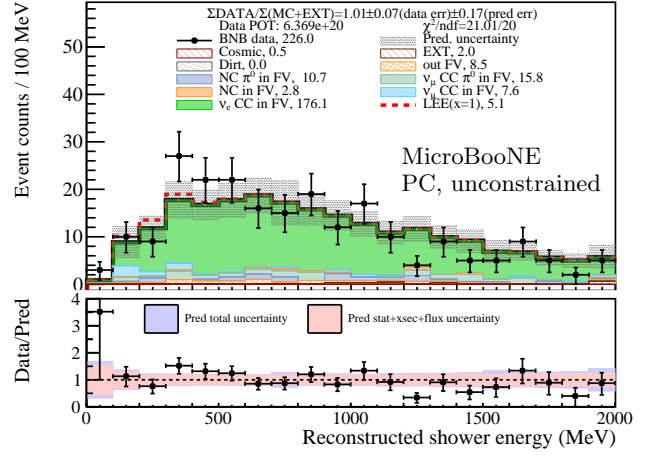 ΣDATA/Σ(MC+EXT)=1.01±0.07(data err)±0.17(pred err)
Data POT: 6.369e+20 χ²/ndf=21.01/20
BNB data, 226.0 Pred. uncertainty
Cosmic, 0.5 EXT, 2.0
Dirt, 0.0 out FV, 8.5
NC π⁰ in FV, 10.7 ν_μ CC π⁰ in FV, 15.8
NC in FV, 2.8 ν_μ CC in FV, 7.6
ν_e CC in FV, 176.1 LEE(x=1), 5.1
MicroBooNE
PC, unconstrained
Event counts / 100 MeV
50
40
30
20
10
0
Pred total uncertainty Pred stat+xsec+flux uncertainty
Data/Pred
4
3
2
1
0
0 500 1000 1500 2000
Reconstructed shower energy (MeV)